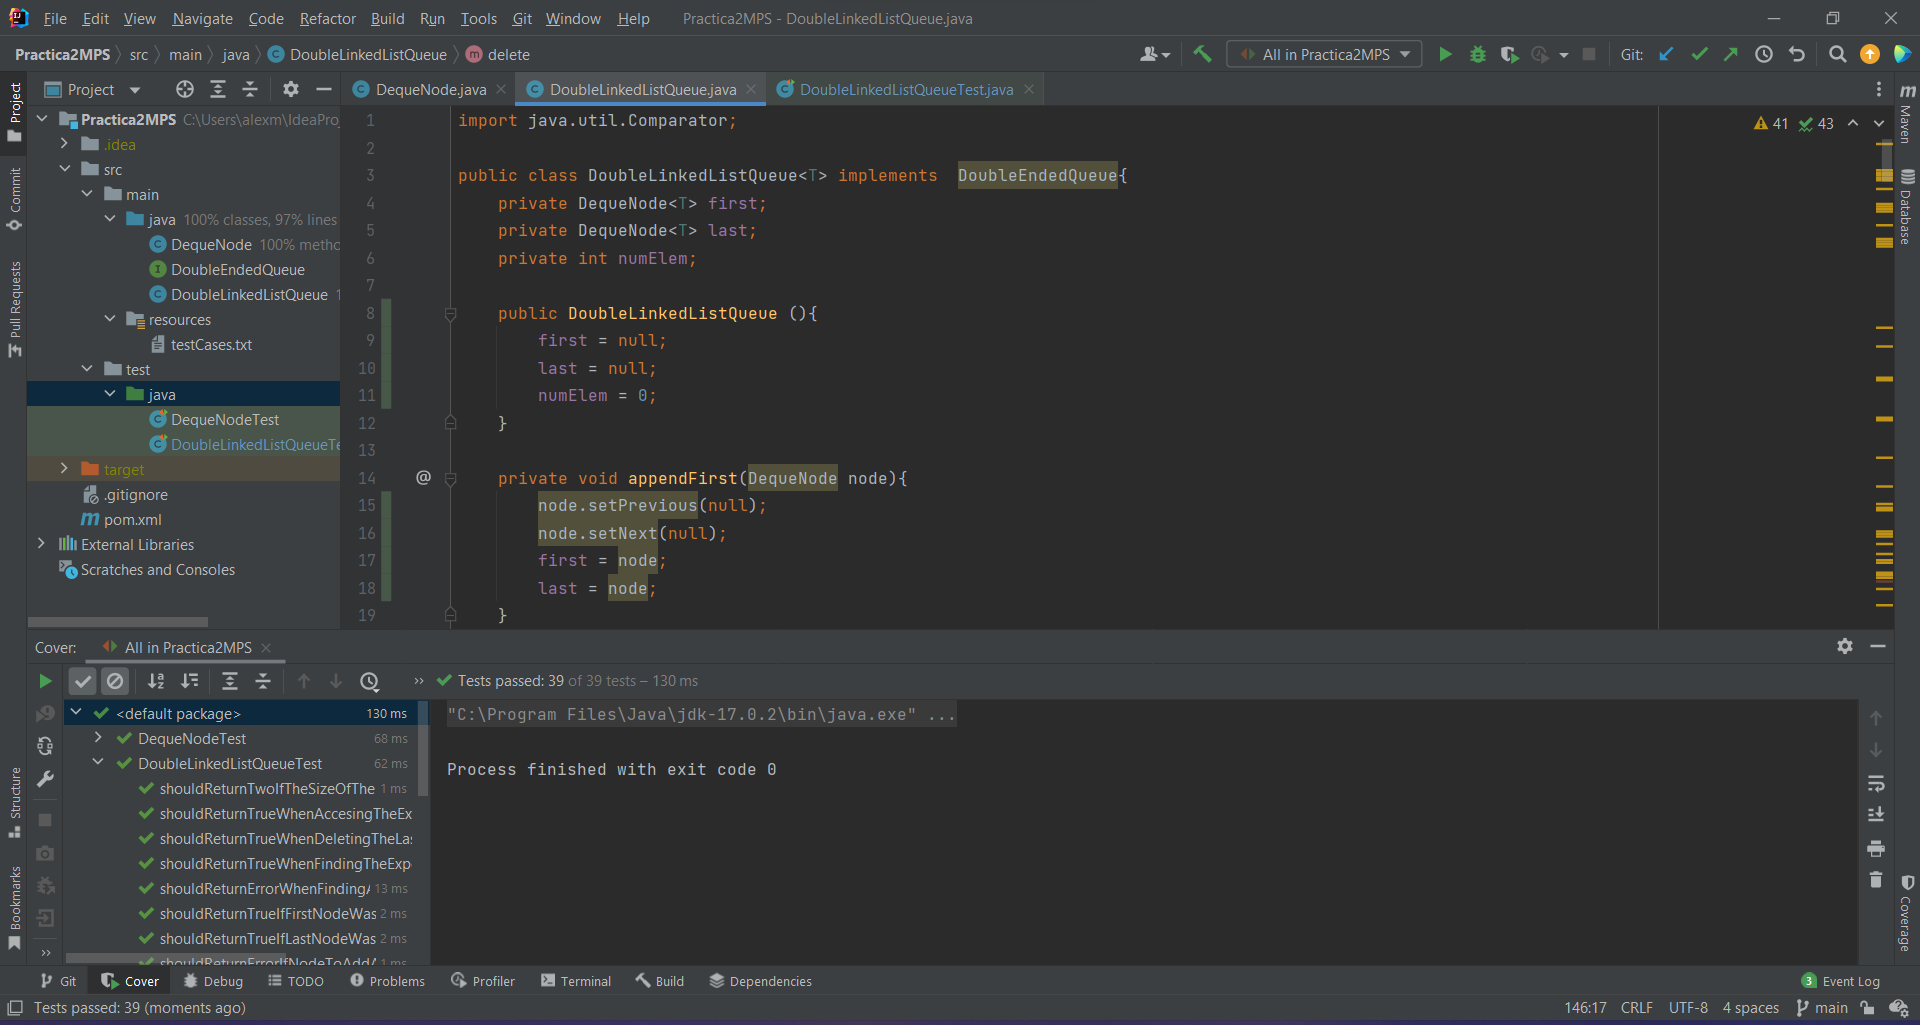 File Edit View Navigate Code Refactor Build Run Tools Git Window Help Practica2MPS - DoubleLinkedListQueue.java
Practica2MPS src main java DoubleLinkedListQueue delete All in Practica2MPS Git:
Project DequeNode.java DoubleLinkedListQueue.java DoubleLinkedListQueueTest.java
Project
Commit
Pull Requests
Structure
Bookmarks
Practica2MPS C:\Users\alexm\IdeaPro
.idea
src
main
java 100% classes, 97% lines
DequeNode 100% metho
DoubleEndedQueue
DoubleLinkedListQueue 1
resources
testCases.txt
test
java
DequeNodeTest
DoubleLinkedListQueueTe
target
.gitignore
pom.xml
External Libraries
Scratches and Consoles
41 43
1 import java.util.Comparator;
2
3 public class DoubleLinkedListQueue<T> implements  DoubleEndedQueue{
4 private DequeNode<T> first;
5 private DequeNode<T> last;
6 private int numElem;
7
8 public DoubleLinkedListQueue (){
9 first = null;
10 last = null;
11 numElem = 0;
12 }
13
14 @ private void appendFirst(DequeNode node){
15 node.setPrevious(null);
16 node.setNext(null);
17 first = node;
18 last = node;
19 }
Maven
Database
Coverage
Cover: All in Practica2MPS
» Tests passed: 39 of 39 tests – 130 ms
<default package> 130 ms
DequeNodeTest 68 ms
DoubleLinkedListQueueTest 62 ms
shouldReturnTwoIfTheSizeOfThe 1 ms
shouldReturnTrueWhenAccesingTheEx
shouldReturnTrueWhenDeletingTheLas
shouldReturnTrueWhenFindingTheExp
shouldReturnErrorWhenFindingA 13 ms
shouldReturnTrueIfFirstNodeWas 2 ms
shouldReturnTrueIfLastNodeWas 2 ms
shouldReturnErrorIfNodeToAddA 1 ms
"C:\Program Files\Java\jdk-17.0.2\bin\java.exe" ...
Process finished with exit code 0
Git Cover Debug TODO Problems Profiler Terminal Build Dependencies 3 Event Log
Tests passed: 39 (moments ago) 146:17 CRLF UTF-8 4 spaces main